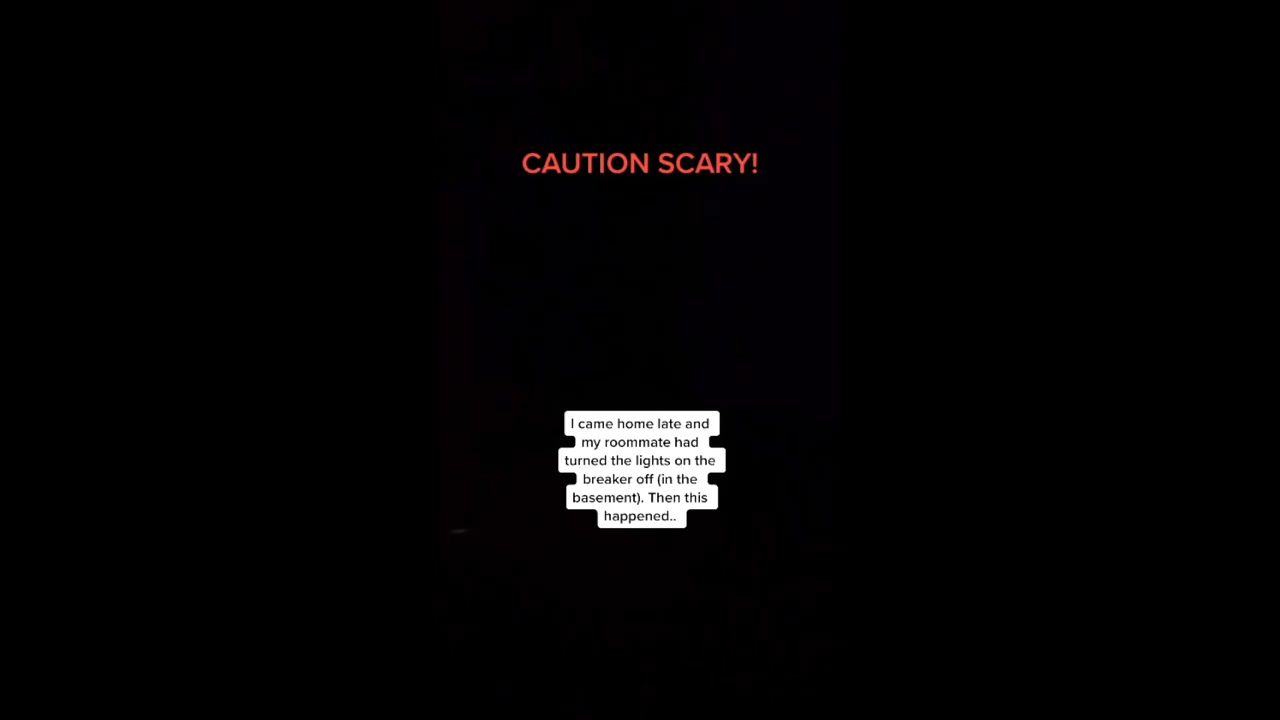 CAUTION SCARY!
I came home late and
my roommate had
turned the lights on the
breaker off (in the
basement). Then this
happened..